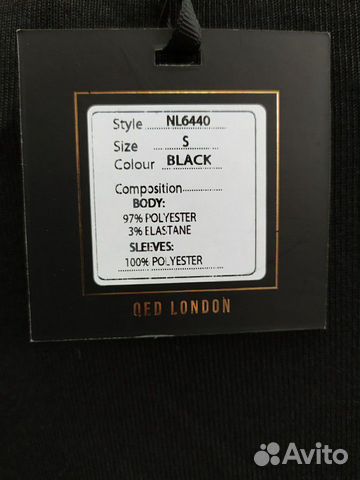 Style NL6440
Size S
Colour BLACK
Composition
BODY:
97% POLYESTER
3% ELASTANE
SLEEVES:
100% POLYESTER
QED LONDON
Avito